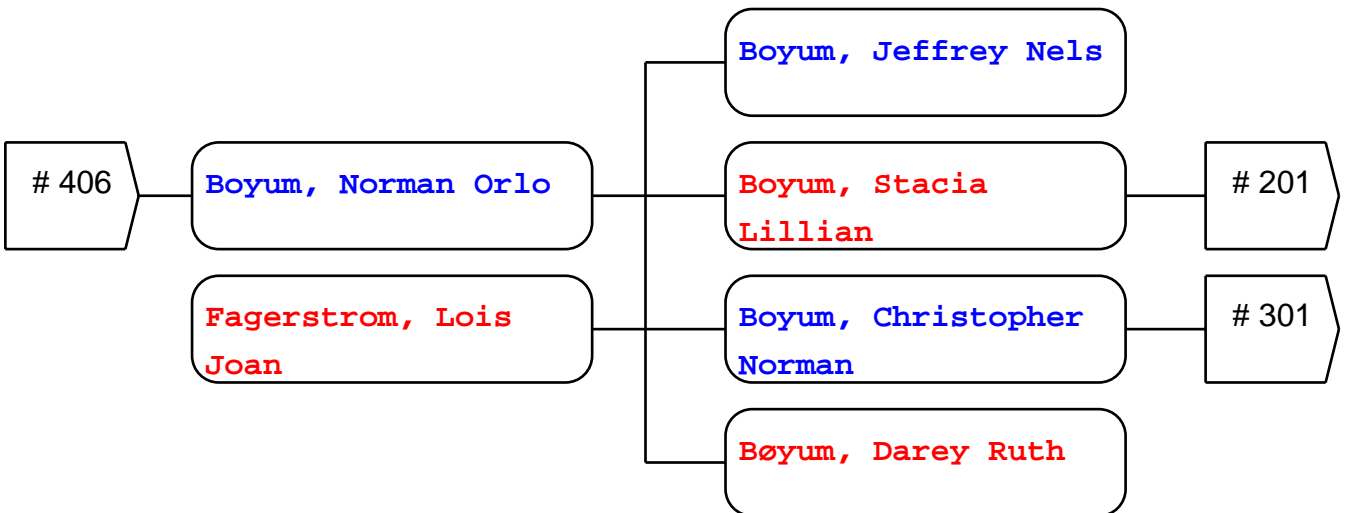 Boyum, Jeffrey Nels
# 406
Boyum, Norman Orlo
Boyum, Stacia
Lillian
# 201
Fagerstrom, Lois
Joan
Boyum, Christopher
Norman
# 301
Bøyum, Darey Ruth